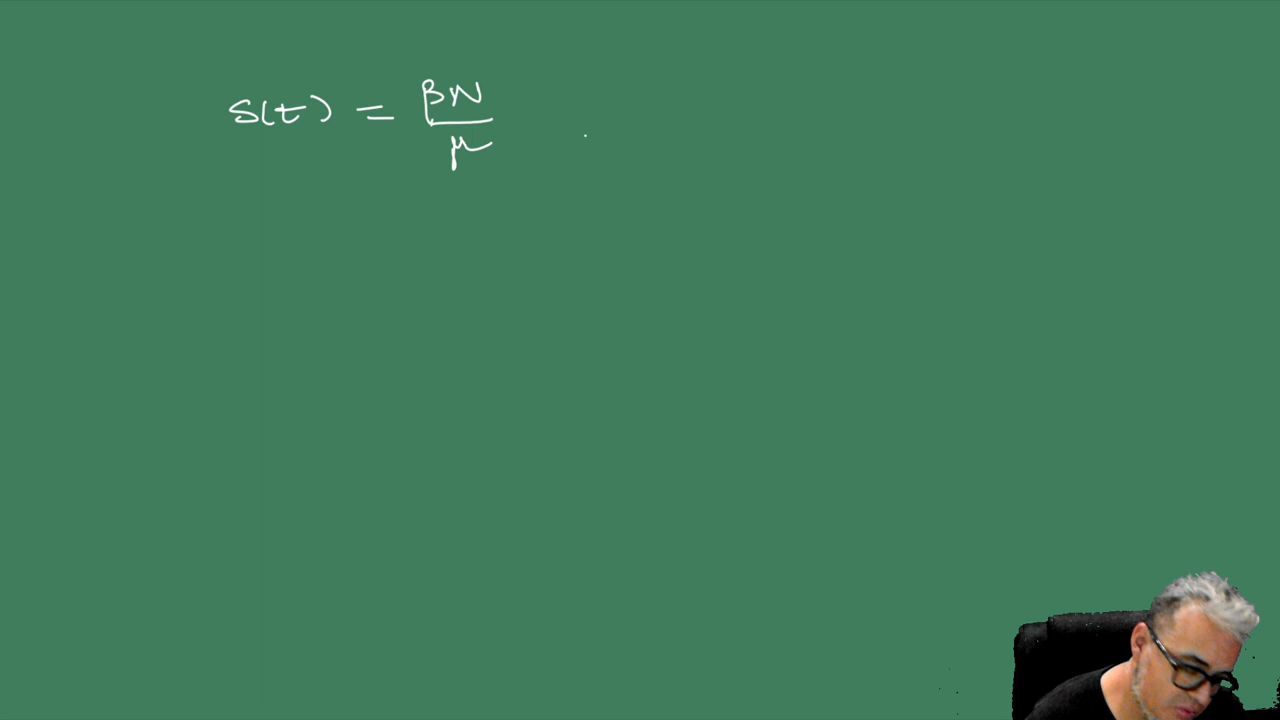 S(t) = βN/μ